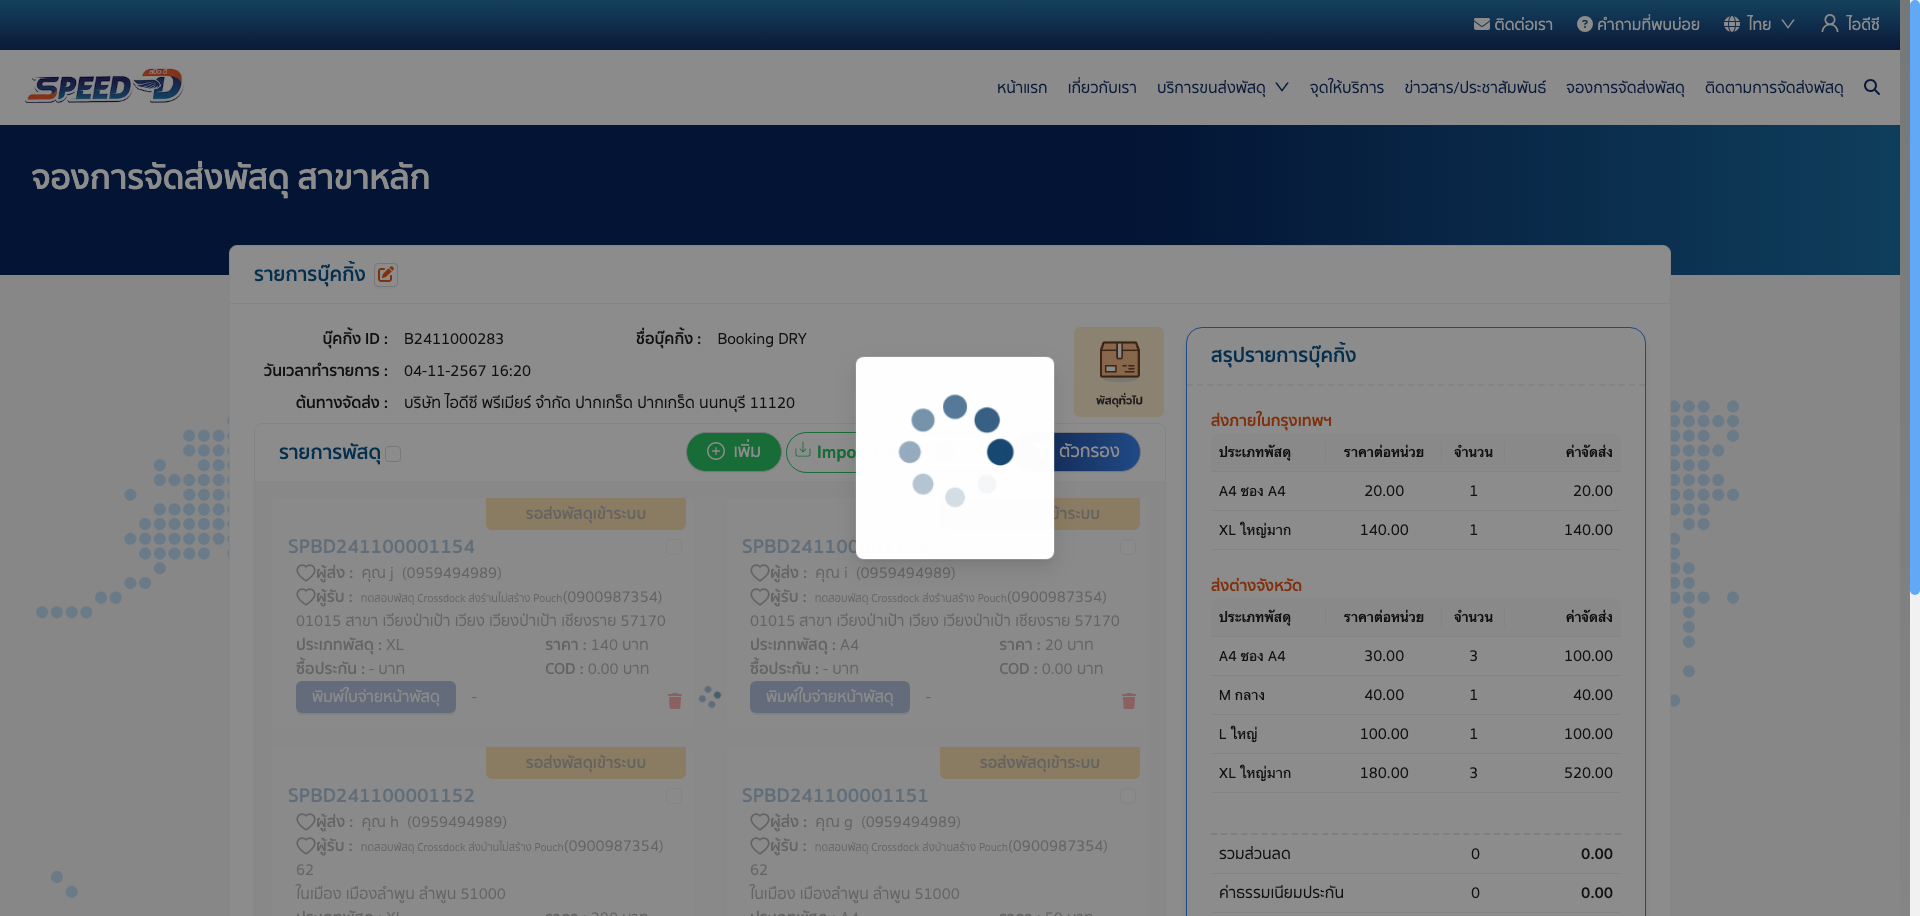 ติดต่อเรา คำถามที่พบบ่อย ไทย ไอดีซี
SPEED D หน้าแรก เกี่ยวกับเรา บริการขนส่งพัสดุ จุดให้บริการ ข่าวสาร/ประชาสัมพันธ์ จองการจัดส่งพัสดุ ติดตามการจัดส่งพัสดุ
จองการจัดส่งพัสดุ สาขาหลัก
รายการบุ๊คกิ้ง
บุ๊คกิ้ง ID : B2411000283 ชื่อบุ๊คกิ้ง : Booking DRY
วันเวลาทำรายการ : 04-11-2567 16:20
ต้นทางจัดส่ง : บริษัท ไอดีซี พรีเมียร์ จำกัด ปากเกร็ด ปากเกร็ด นนทบุรี 11120
พัสดุทั่วไป
รายการพัสดุ เพิ่ม Impo ตัวกรอง
รอส่งพัสดุเข้าระบบ
SPBD241100001154
ผู้ส่ง : คุณ j (0959494989)
ผู้รับ : ทดสอบพัสดุ Crossdock ส่งร้านไม่สร้าง Pouch(0900987354)
01015 สาขา เวียงป่าเป้า เวียง เวียงป่าเป้า เชียงราย 57170
ประเภทพัสดุ : XL ราคา : 140 บาท
ซื้อประกัน : - บาท COD : 0.00 บาท
พิมพ์ใบจ่ายหน้าพัสดุ -
ข้าระบบ
SPBD24110
ผู้ส่ง : คุณ i (0959494989)
ผู้รับ : ทดสอบพัสดุ Crossdock ส่งร้านสร้าง Pouch(0900987354)
01015 สาขา เวียงป่าเป้า เวียง เวียงป่าเป้า เชียงราย 57170
ประเภทพัสดุ : A4 ราคา : 20 บาท
ซื้อประกัน : - บาท COD : 0.00 บาท
พิมพ์ใบจ่ายหน้าพัสดุ -
รอส่งพัสดุเข้าระบบ
SPBD241100001152
ผู้ส่ง : คุณ h (0959494989)
ผู้รับ : ทดสอบพัสดุ Crossdock ส่งบ้านไม่สร้าง Pouch(0900987354)
62
ในเมือง เมืองลำพูน ลำพูน 51000
รอส่งพัสดุเข้าระบบ
SPBD241100001151
ผู้ส่ง : คุณ g (0959494989)
ผู้รับ : ทดสอบพัสดุ Crossdock ส่งบ้านสร้าง Pouch(0900987354)
62
ในเมือง เมืองลำพูน ลำพูน 51000
สรุปรายการบุ๊คกิ้ง
ส่งภายในกรุงเทพฯ
ประเภทพัสดุ ราคาต่อหน่วย จำนวน ค่าจัดส่ง
A4 ซอง A4 20.00 1 20.00
XL ใหญ่มาก 140.00 1 140.00
ส่งต่างจังหวัด
ประเภทพัสดุ ราคาต่อหน่วย จำนวน ค่าจัดส่ง
A4 ซอง A4 30.00 3 100.00
M กลาง 40.00 1 40.00
L ใหญ่ 100.00 1 100.00
XL ใหญ่มาก 180.00 3 520.00
รวมส่วนลด 0 0.00
ค่าธรรมเนียมประกัน 0 0.00